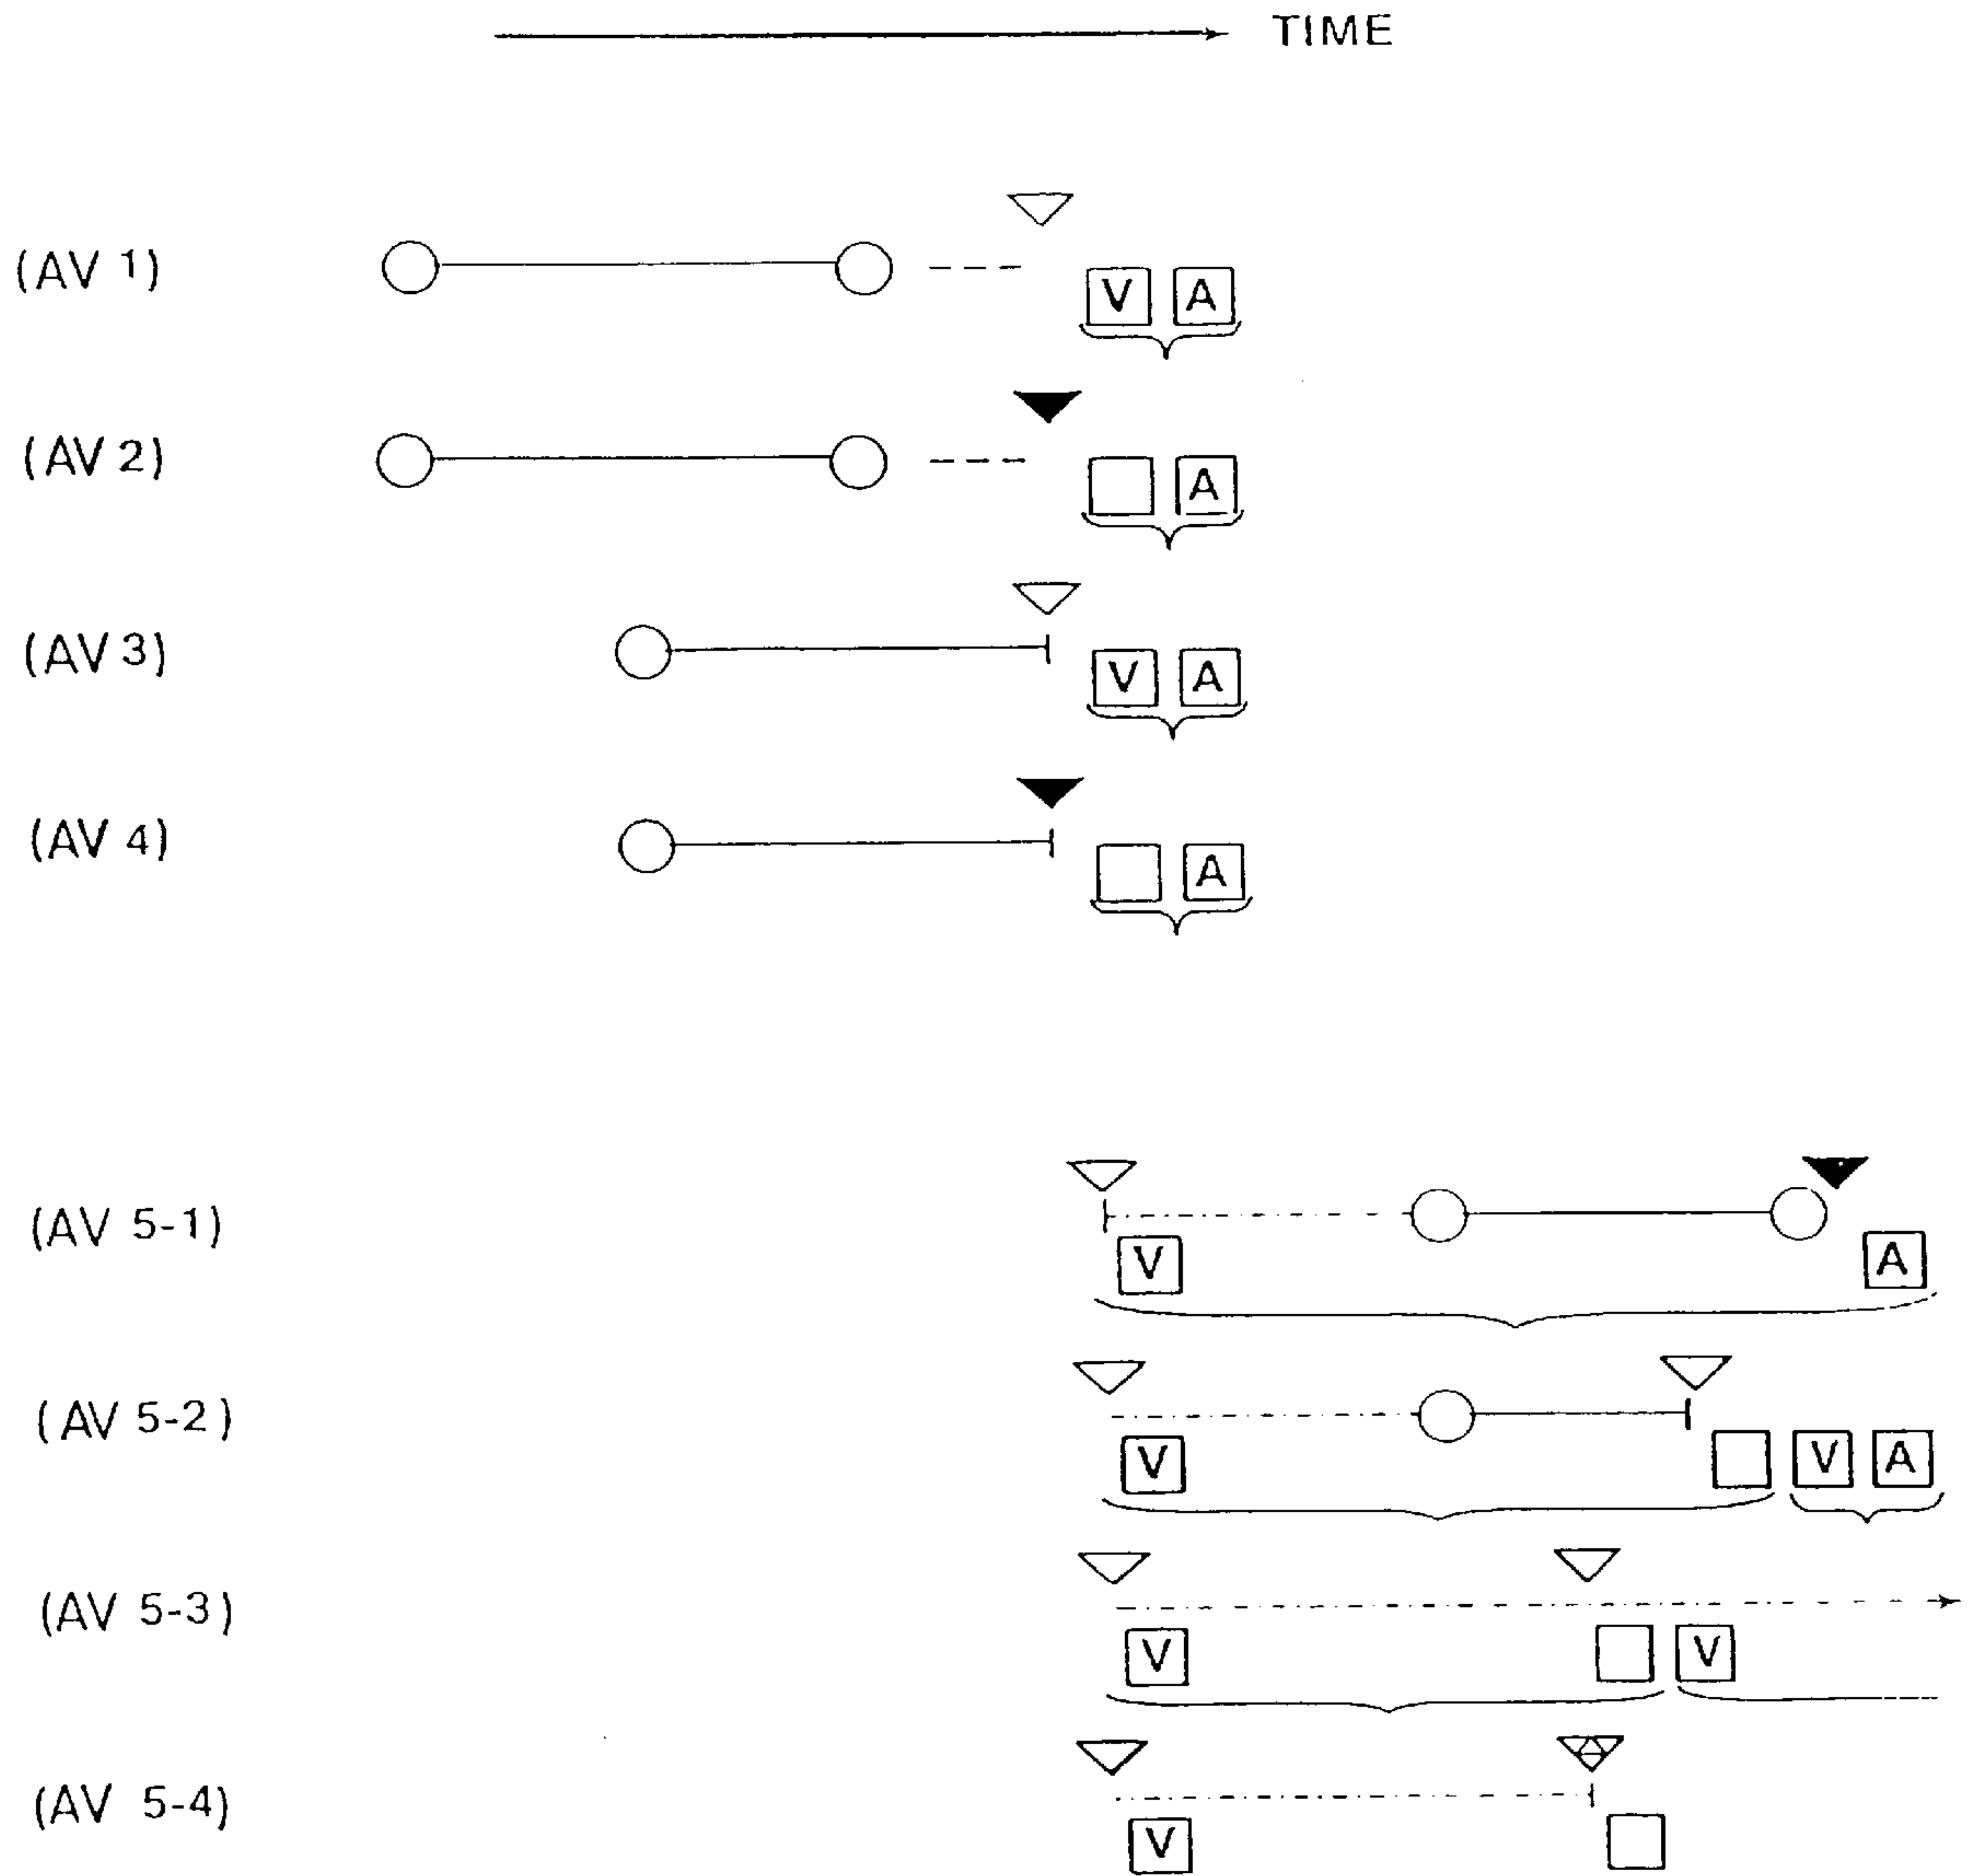 TIME
(AV 1)
V A
(AV 2)
A
(AV 3)
V A
(AV 4)
A
(AV 5-1)
V A
(AV 5-2)
V V A
(AV 5-3)
V V
(AV 5-4)
V